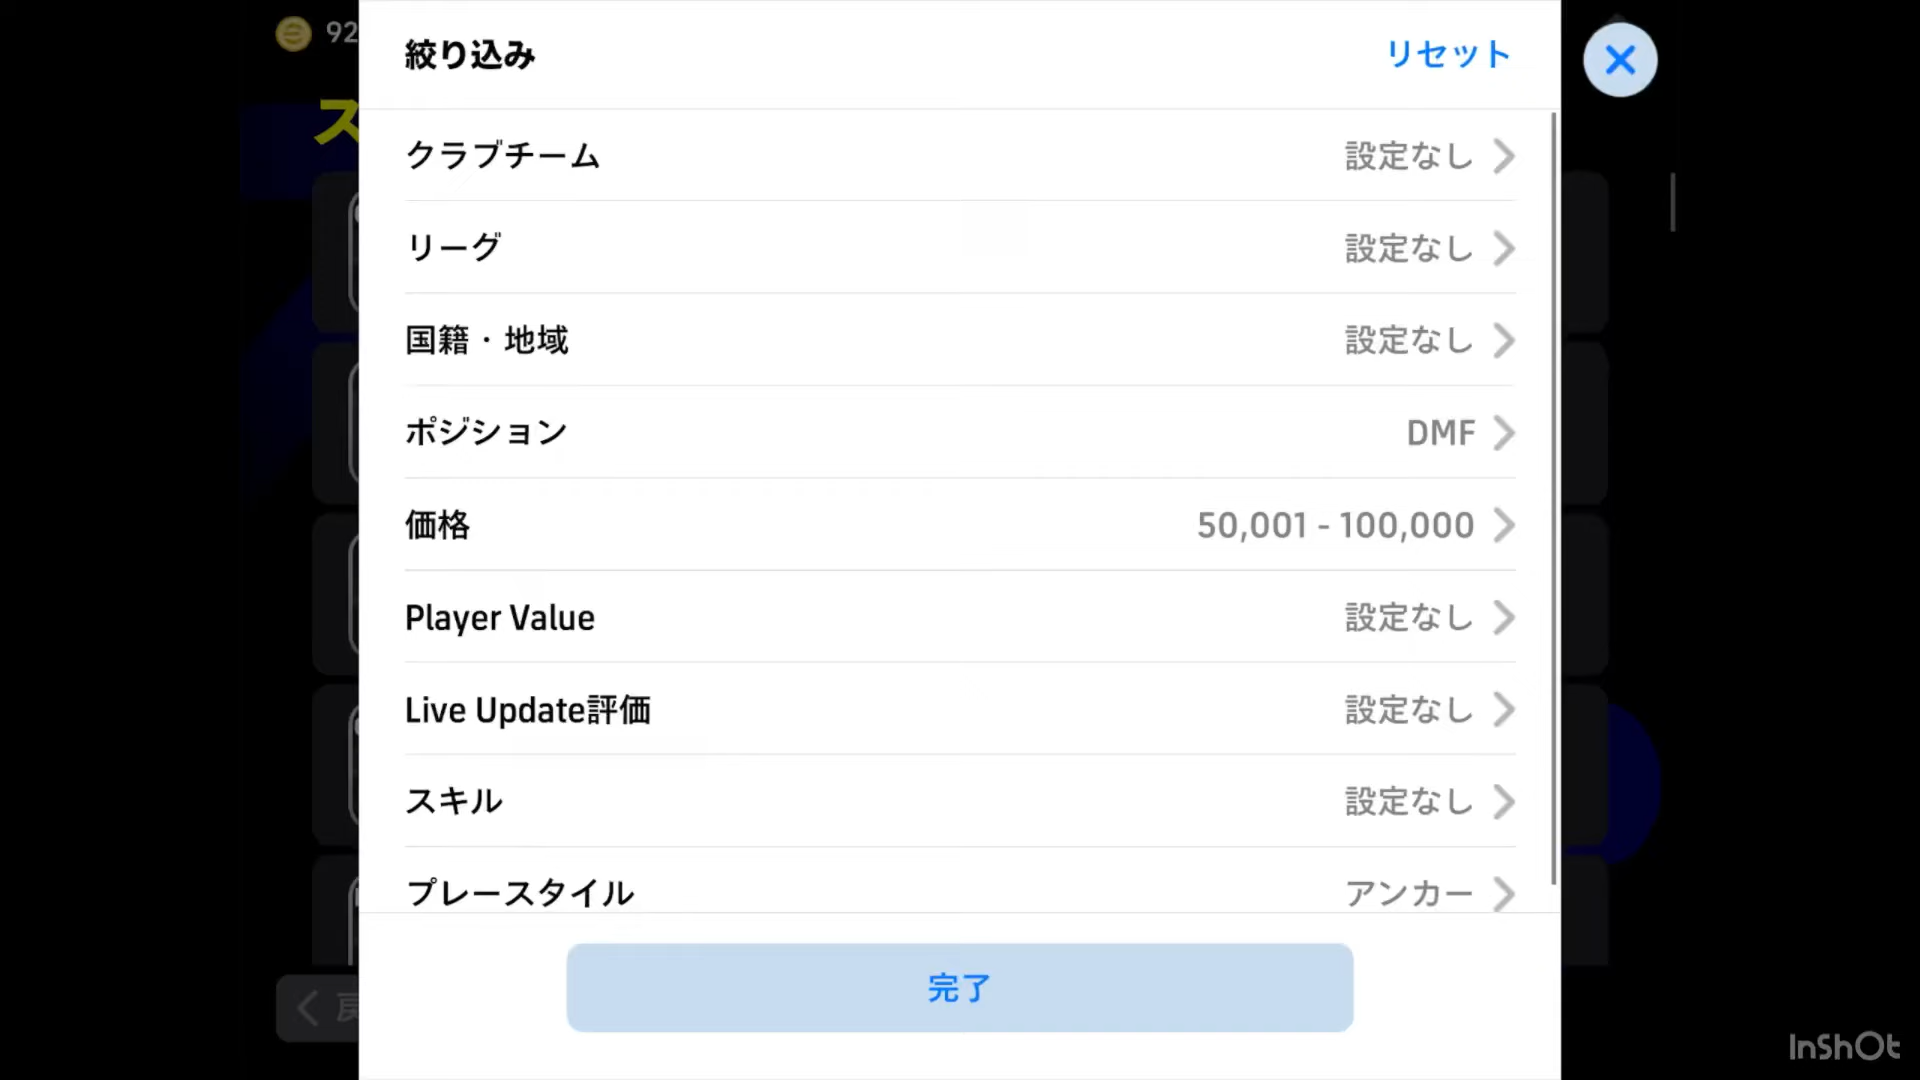 92
絞り込み
リセット
ス
クラブチーム 設定なし
リーグ 設定なし
国籍・地域 設定なし
ポジション DMF
価格 50,001 - 100,000
Player Value 設定なし
Live Update評価 設定なし
スキル 設定なし
プレースタイル アンカー
完了
戻
InShOt